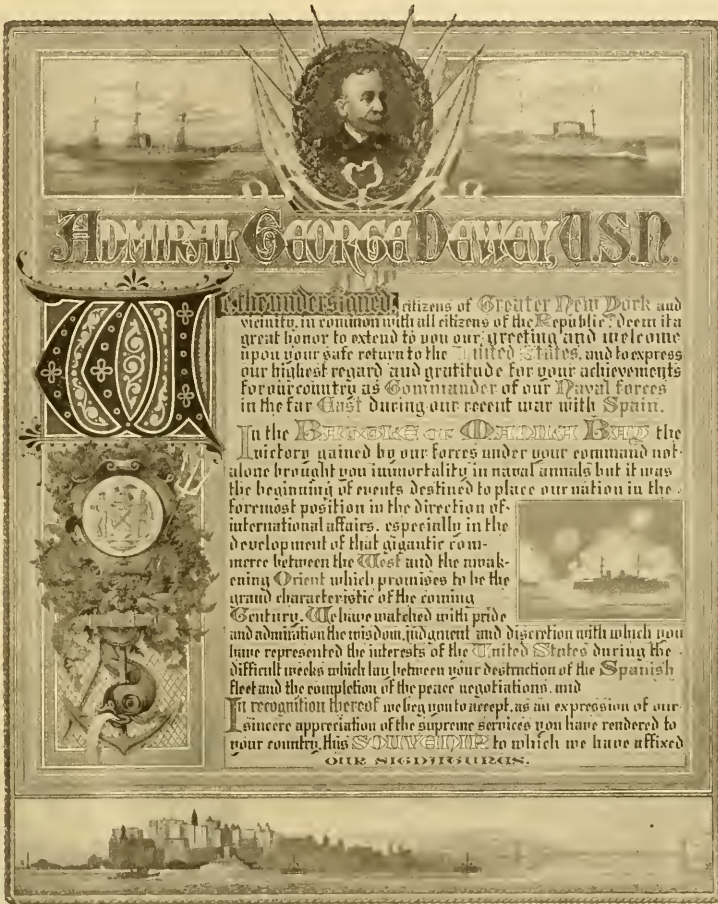 ADMIRAL GEORGE DEWEY, U.S.N.
We the undersigned, citizens of Greater New York and
vicinity, in common with all citizens of the Republic, deem it a
great honor to extend to you our greeting and welcome
upon your safe return to the United States, and to express
our highest regard and gratitude for your achievements
for our country as Commander of our Naval forces
in the far East during our recent war with Spain.
In the BATTLE OF MANILA BAY the
victory gained by our forces under your command not
alone brought you immortality in naval annals but it was
the beginning of events destined to place our nation in the
foremost position in the direction of
international affairs, especially in the
development of that gigantic com-
merce between the West and the awak-
ening Orient which promises to be the
grand characteristic of the coming
Century. We have watched with pride
and admiration the wisdom, judgment and discretion with which you
have represented the interests of the United States during the
difficult weeks which lay between your destruction of the Spanish
fleet and the completion of the peace negotiations, and
In recognition thereof we beg you to accept, as an expression of our
sincere appreciation of the supreme services you have rendered to
your country, this SOUVENIR to which we have affixed
OUR SIGNATURES.